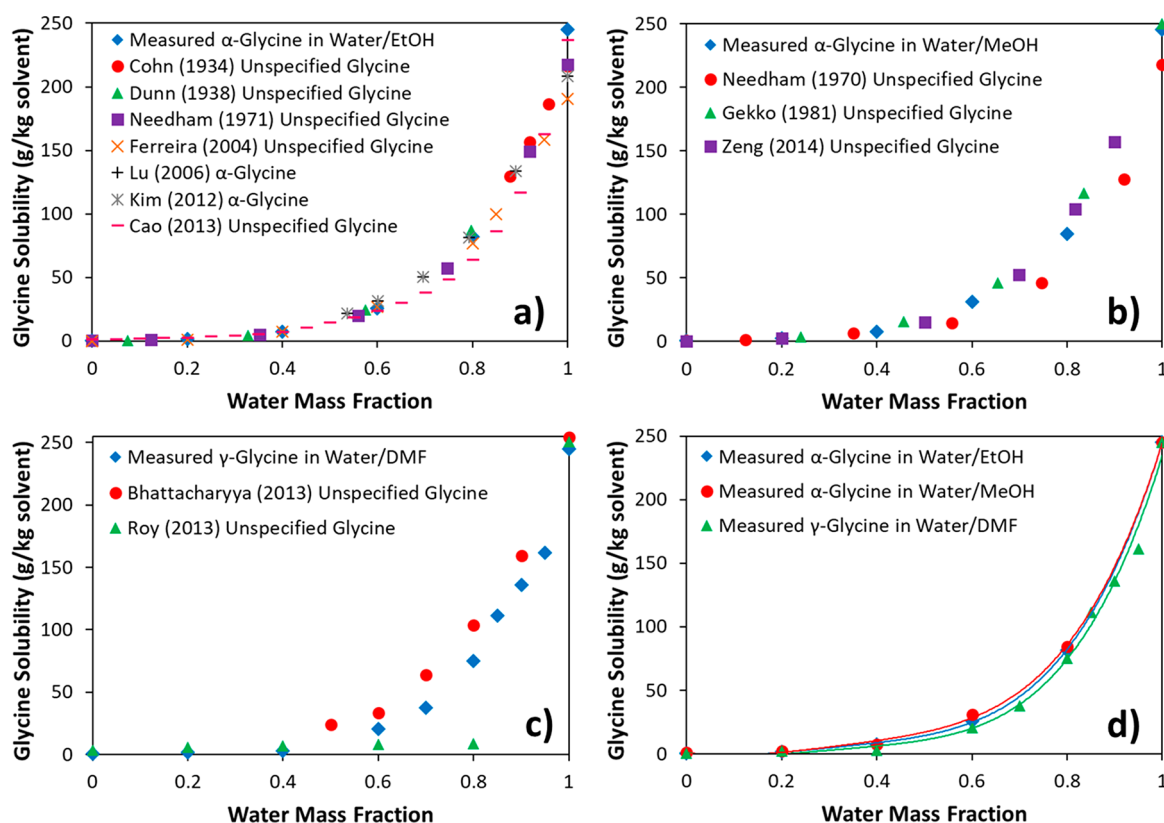 Glycine Solubility (g/kg solvent)
250
200
150
100
50
0
Measured α-Glycine in Water/EtOH
Cohn (1934) Unspecified Glycine
Dunn (1938) Unspecified Glycine
Needham (1971) Unspecified Glycine
Ferreira (2004) Unspecified Glycine
Lu (2006) α-Glycine
Kim (2012) α-Glycine
Cao (2013) Unspecified Glycine
a)
0 0.2 0.4 0.6 0.8 1
Water Mass Fraction
Glycine Solubility (g/kg solvent)
250
200
150
100
50
0
Measured α-Glycine in Water/MeOH
Needham (1970) Unspecified Glycine
Gekko (1981) Unspecified Glycine
Zeng (2014) Unspecified Glycine
b)
0 0.2 0.4 0.6 0.8 1
Water Mass Fraction
Glycine Solubility (g/kg solvent)
250
200
150
100
50
0
Measured γ-Glycine in Water/DMF
Bhattacharyya (2013) Unspecified Glycine
Roy (2013) Unspecified Glycine
c)
0 0.2 0.4 0.6 0.8 1
Water Mass Fraction
Glycine Solubility (g/kg solvent)
250
200
150
100
50
0
Measured α-Glycine in Water/EtOH
Measured α-Glycine in Water/MeOH
Measured γ-Glycine in Water/DMF
d)
0 0.2 0.4 0.6 0.8 1
Water Mass Fraction